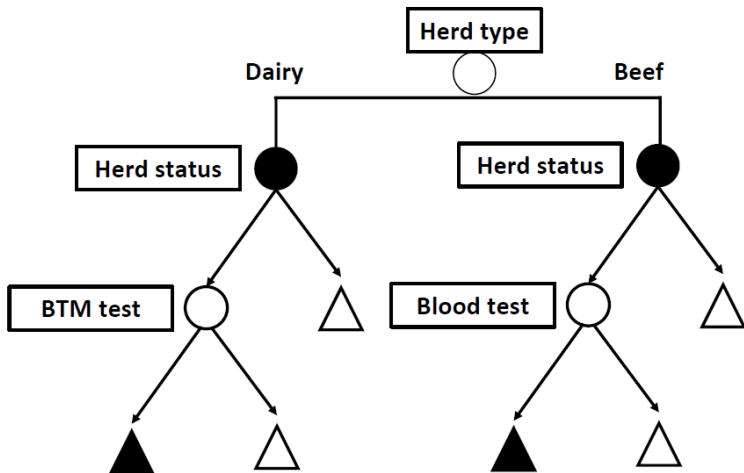 Herd type
Dairy
Beef
Herd status
Herd status
BTM test
Blood test